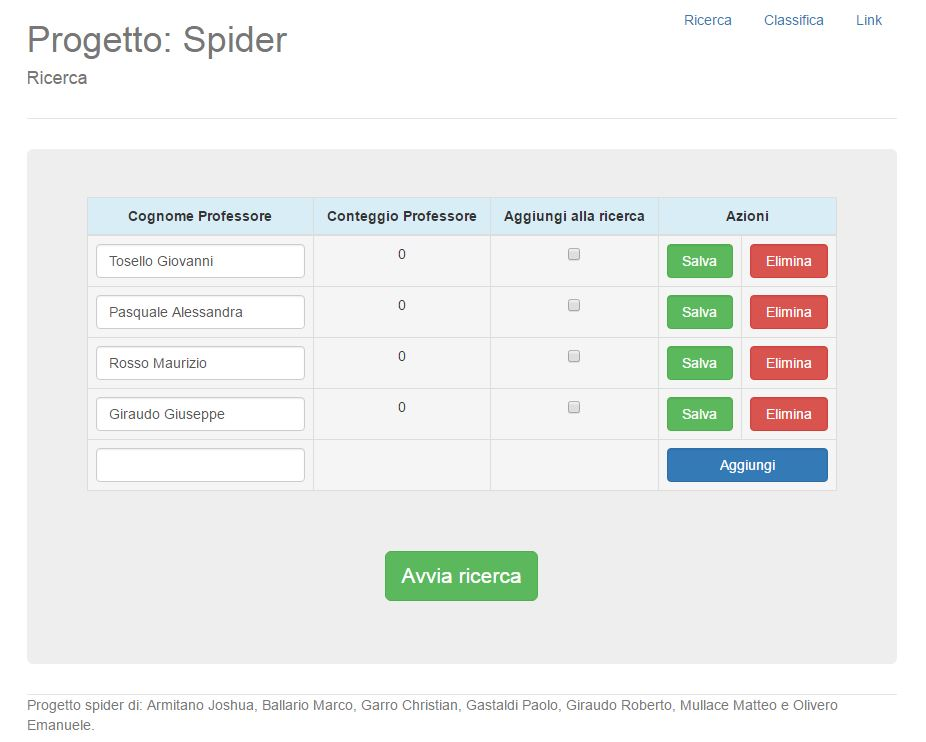 Ricerca Classifica Link
Progetto: Spider
Ricerca
Cognome Professore Conteggio Professore Aggiungi alla ricerca Azioni
Tosello Giovanni 0 Salva Elimina
Pasquale Alessandra 0 Salva Elimina
Rosso Maurizio 0 Salva Elimina
Giraudo Giuseppe 0 Salva Elimina
Aggiungi
Avvia ricerca
Progetto spider di: Armitano Joshua, Ballario Marco, Garro Christian, Gastaldi Paolo, Giraudo Roberto, Mullace Matteo e Olivero
Emanuele.